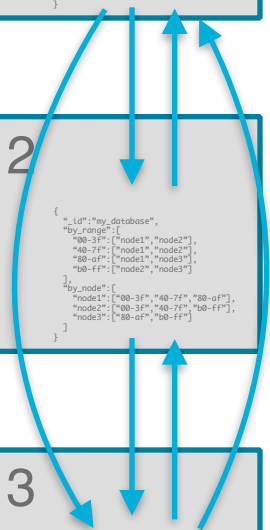 }
2
{
"_id":"my_database",
"by_range":[
"00-3f":["node1","node2"],
"40-7f":["node1","node2"],
"80-af":["node1","node3"],
"b0-ff":["node2","node3"]
],
"by_node":[
"node1":["00-3f","40-7f","80-af"],
"node2":["00-3f","40-7f","b0-ff"],
"node3":["80-af","b0-ff"]
]
}
3